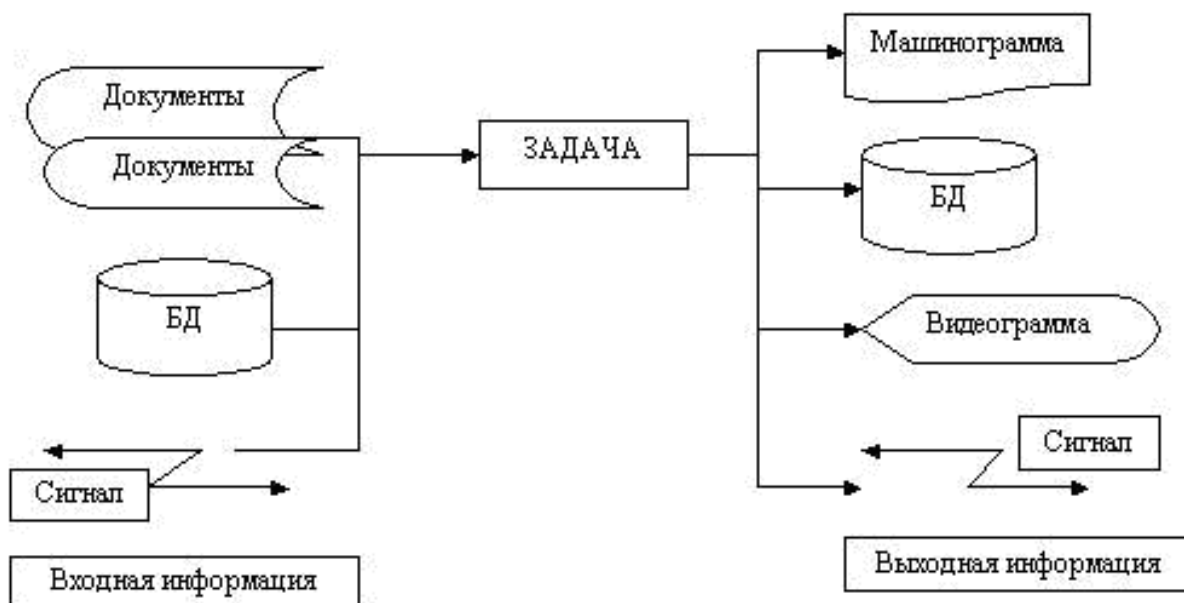 Документы
Документы
БД
Сигнал
Входная информация
ЗАДАЧА
Машинограмма
БД
Видеограмма
Сигнал
Выходная информация